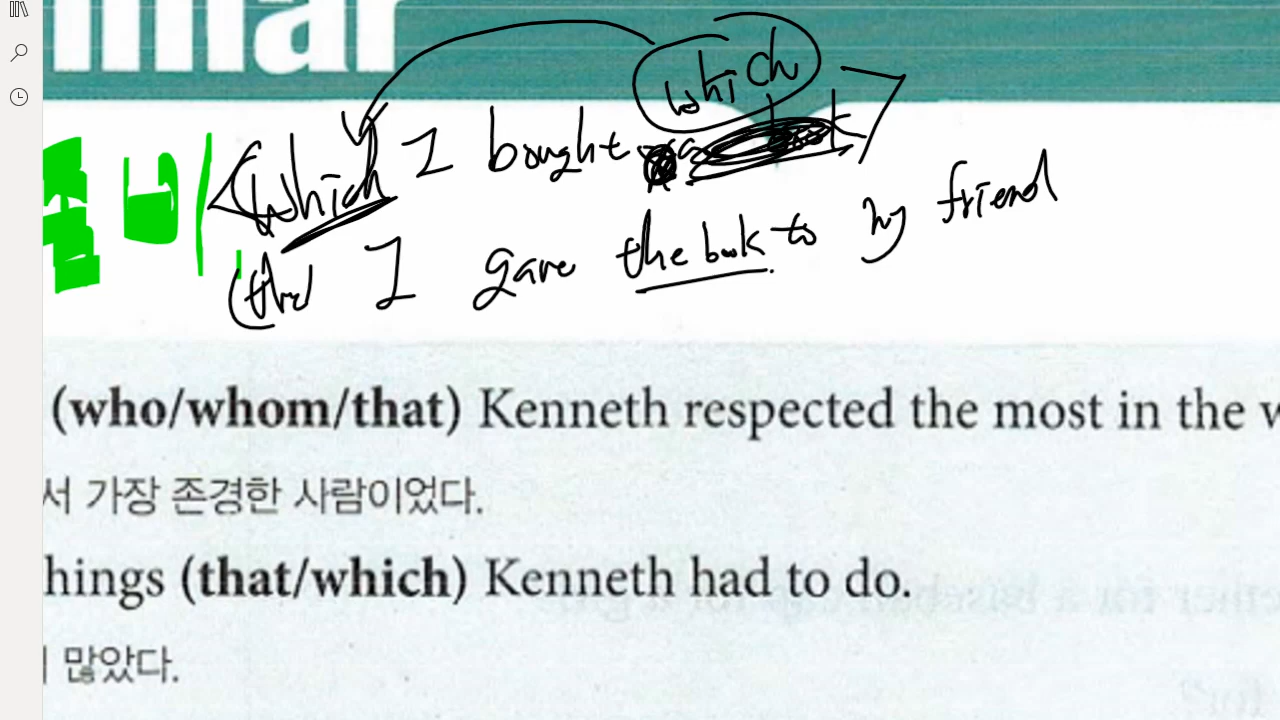 mar
which
which I bought
I gave the book to my friend
(who/whom/that) Kenneth respected the most in the w
서 가장 존경한 사람이었다.
hings (that/which) Kenneth had to do.
많았다.